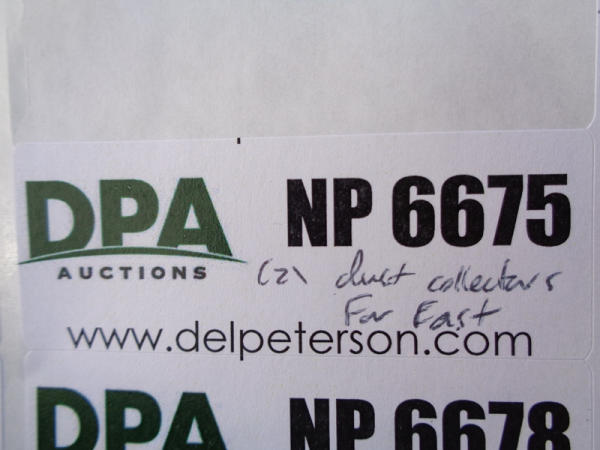 DPA NP 6675
AUCTIONS (2) dust collectors
Far East
www.delpeterson.com
DPA NP 6678